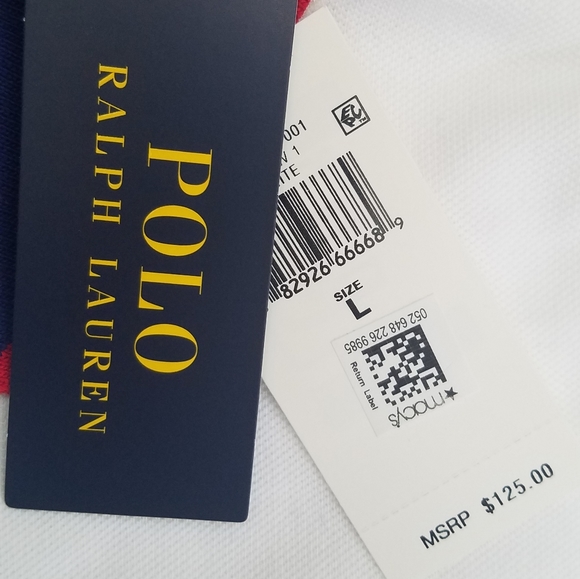 POLO
RALPH LAUREN
001
V 1
ITE
82926 66668 9
SIZE
L
052 648 226 9985
Return Label
macy's
MSRP $125.00